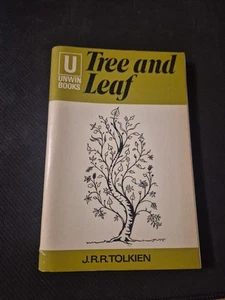 U
UNWIN
BOOKS
Tree and
Leaf
J.R.R.TOLKIEN